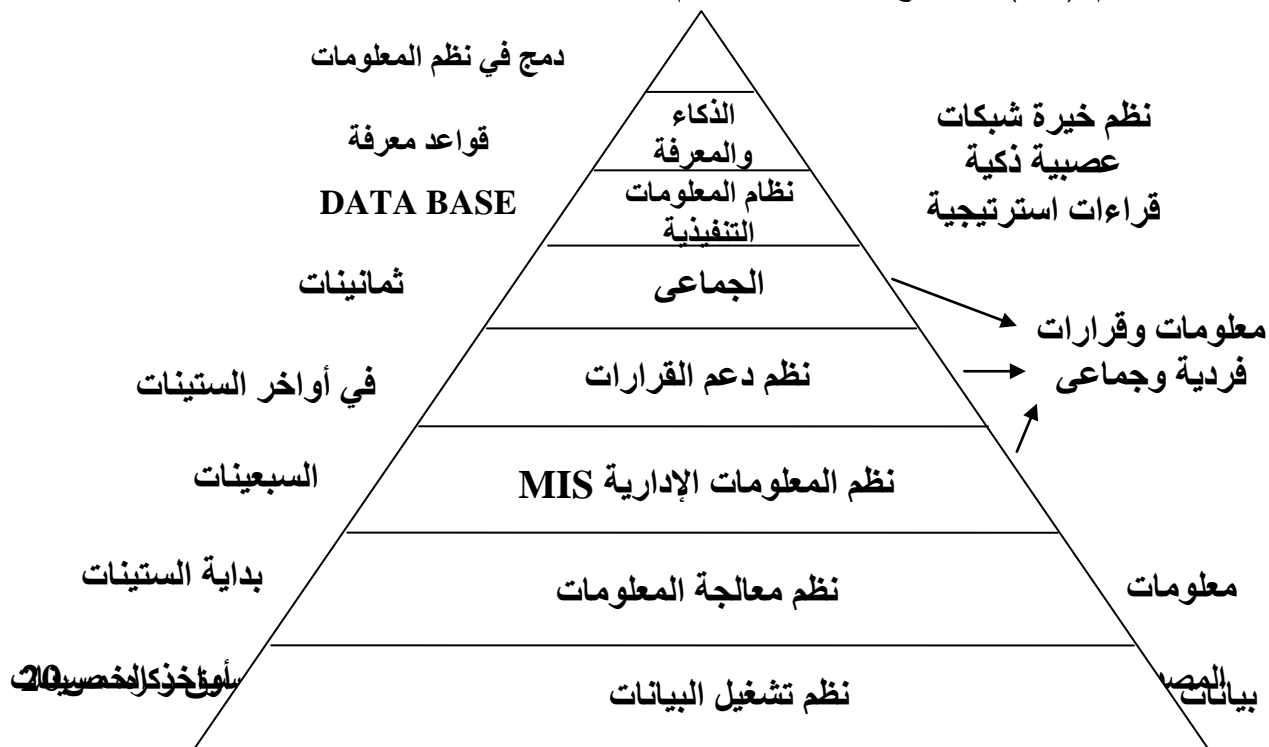 دمج في نظم المعلومات
الذكاء
والمعرفة
قواعد معرفة
نظم خيرة شبكات
عصبية ذكية
قراءات استرتيجية
نظام المعلومات
التنفيذية
DATA BASE
الجماعى
ثمانينات
معلومات وقرارات
فردية وجماعى
نظم دعم القرارات
في أواخر الستينات
نظم المعلومات الإدارية MIS
السبعينات
نظم معالجة المعلومات
بداية الستينات
معلومات
نظم تشغيل البيانات
بيانات